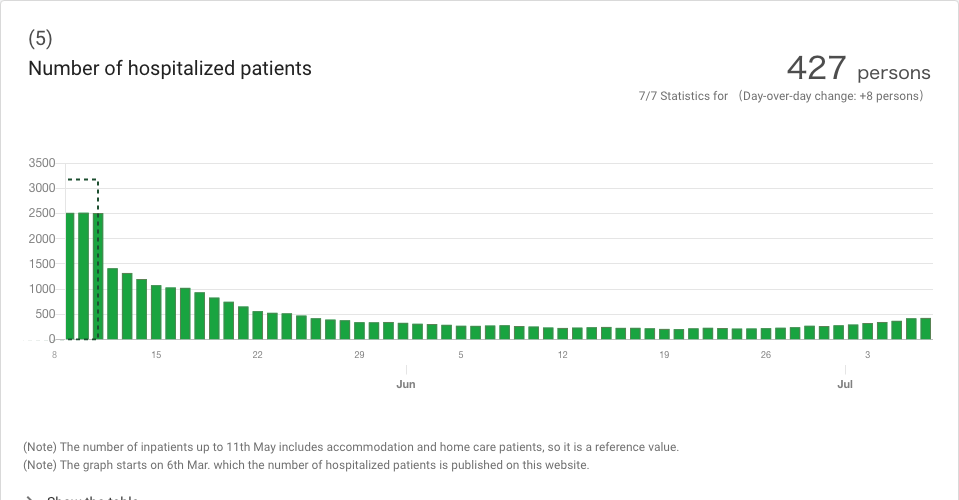 (5)
Number of hospitalized patients
427 persons
7/7 Statistics for (Day-over-day change: +8 persons)
3500
3000
2500
2000
1500
1000
500
0
8 15 22 29 5 12 19 26 3
Jun Jul
(Note) The number of inpatients up to 11th May includes accommodation and home care patients, so it is a reference value.
(Note) The graph starts on 6th Mar. which the number of hospitalized patients is published on this website.
Show the table